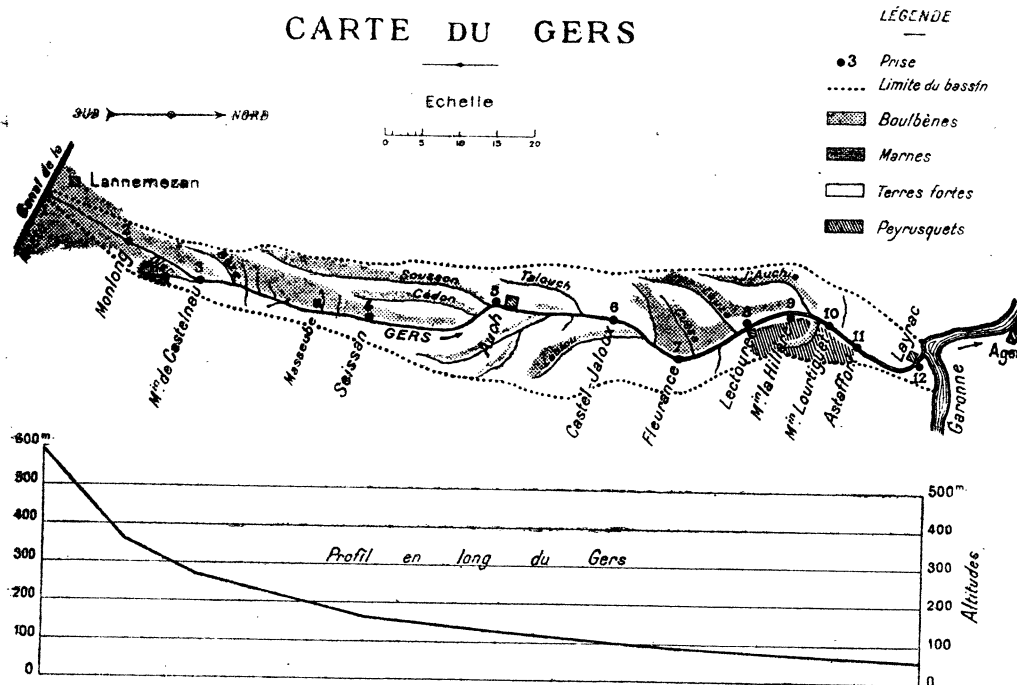 CARTE DU GERS
SUD NORD
Echelle
0 5 10 15 20
LÉGENDE
3 Prise
Limite du bassin
Boulbènes
Marnes
Terres fortes
Peyrusquets
Canal de la
Lannemezan
Monlong
3
Min de Castelnau
Masseube
4
Seissan
Sousson
Cédon
GERS
5
Auch
Talouch
6
Castel-Jaloux
7
Fleurance
8
Lectoure
l'Auchie
9
Min la Hille
10
Min Lourtiguet
11
Astaffort
Layrac
12
Garonne
Agen
600m.
500
400
300
200
100
0
Profil en long du Gers
500m.
400
300
200
100
0
Altitudes